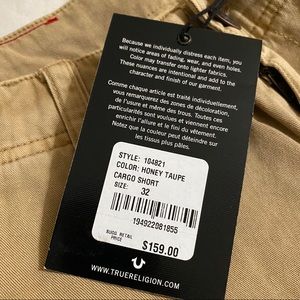 Because we individually distress each item, you
will notice areas of fading, wear, and even holes.
Color may transfer onto lighter fabrics.
These nuances are intentional and add to the
character and finish of our garment.
Comme chaque article est traité individuellement,
vous remarquerez des zones de décoloration,
de l'usure et même des trous. Toutes ces
particularités sont voulues et viennent encore
enrichir l'allure et le fini du vêtement.
Notez que la couleur peut déteindre sur
les tissus plus pâles.
STYLE: 104821
COLOR: HONEY TAUPE
CARGO SHORT
SIZE:
32
194922081855
SUGG. RETAIL
PRICE
$159.00
WWW.TRUERELIGION.COM